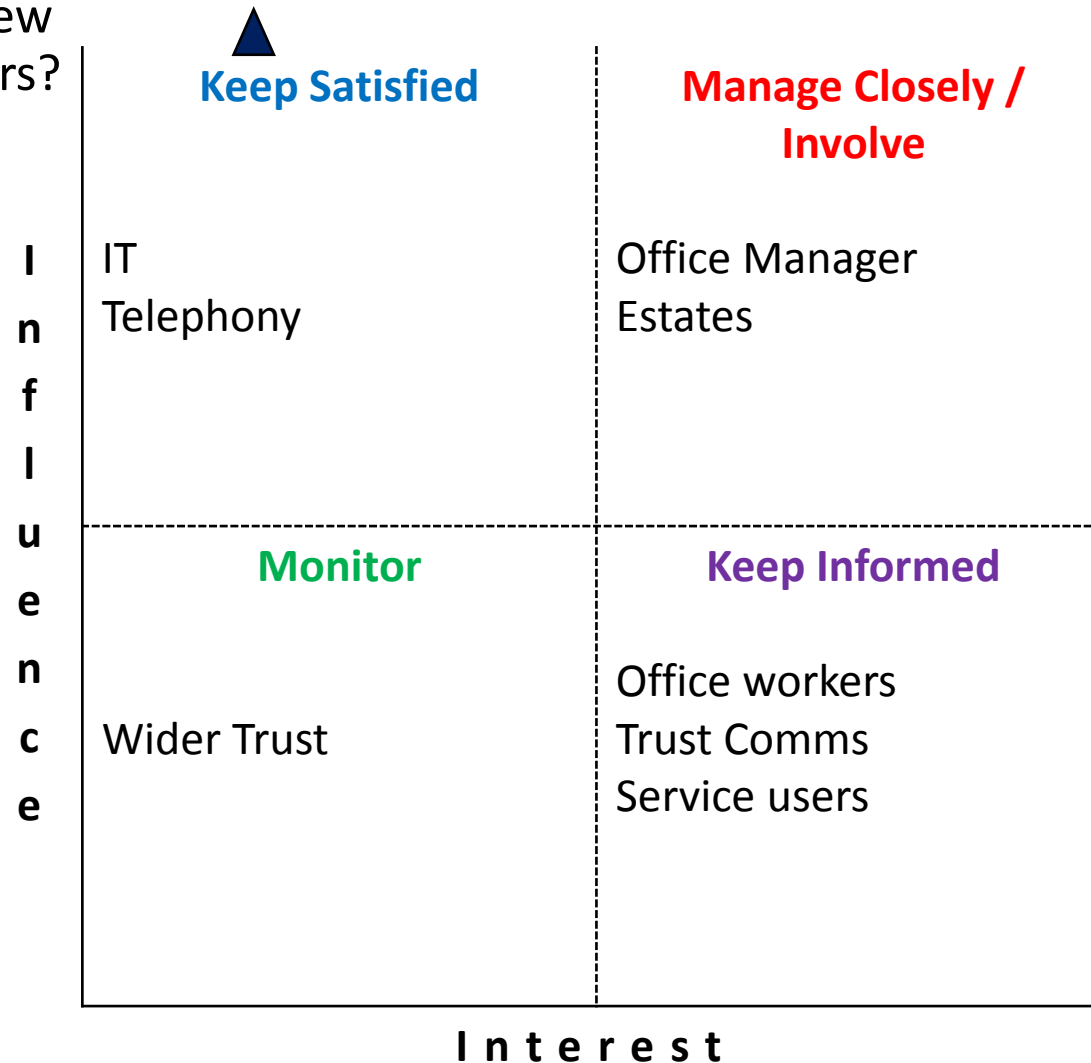 ew
rs?
Keep Satisfied
Manage Closely /
Involve
IT
Telephony
Office Manager
Estates
Influence
Monitor
Keep Informed
Wider Trust
Office workers
Trust Comms
Service users
Interest